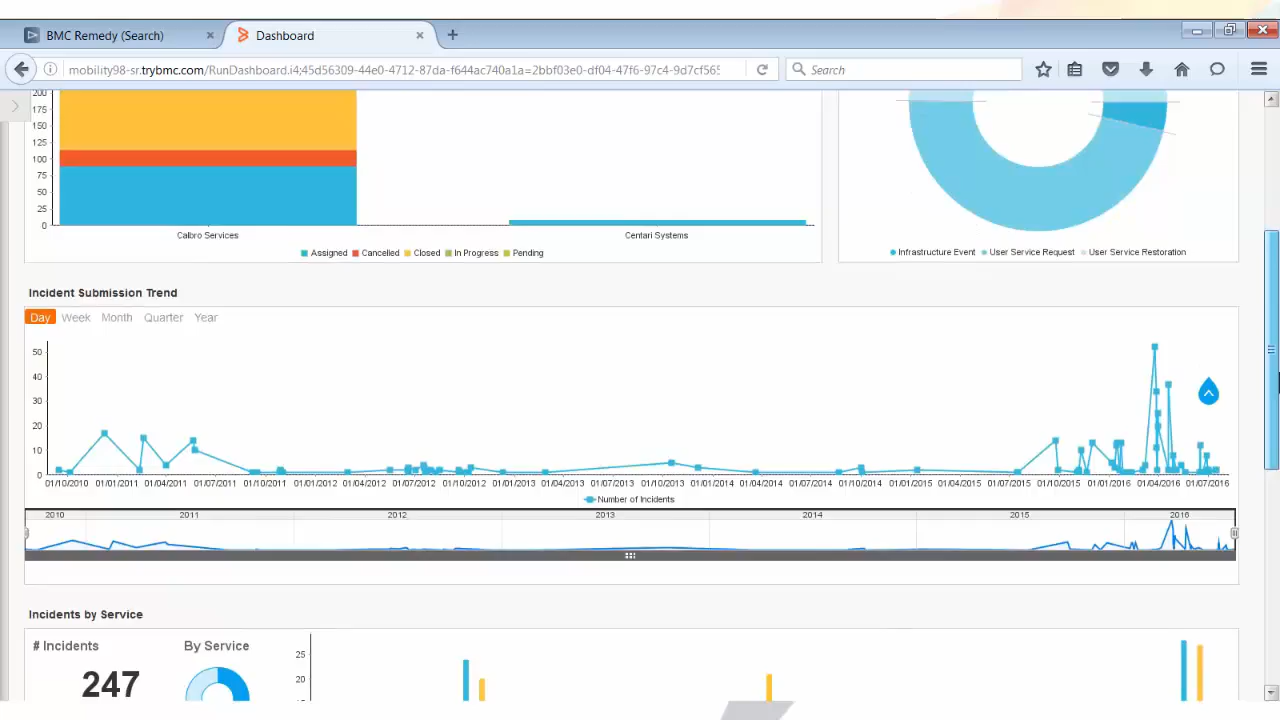 BMC Remedy (Search) × Dashboard × +
mobility98-sr.trybmc.com/RunDashboard.i4;45d56309-44e0-4712-87da-f644ac740a1a=2bbf03e0-df04-47f6-97c4-9d7cf56 Search
200
175
150
125
100
75
50
25
0
Calbro Services Centari Systems
Assigned Cancelled Closed In Progress Pending
Infrastructure Event User Service Request User Service Restoration
Incident Submission Trend
Day Week Month Quarter Year
50
40
30
20
10
0
01/10/2010 01/01/2011 01/04/2011 01/07/2011 01/10/2011 01/01/2012 01/04/2012 01/07/2012 01/10/2012 01/01/2013 01/04/2013 01/07/2013 01/10/2013 01/01/2014 01/04/2014 01/07/2014 01/10/2014 01/01/2015 01/04/2015 01/07/2015 01/10/2015 01/01/2016 01/04/2016 01/07/2016
Number of Incidents
2010 2011 2012 2013 2014 2015 2016
Incidents by Service
# Incidents By Service
25
247
20